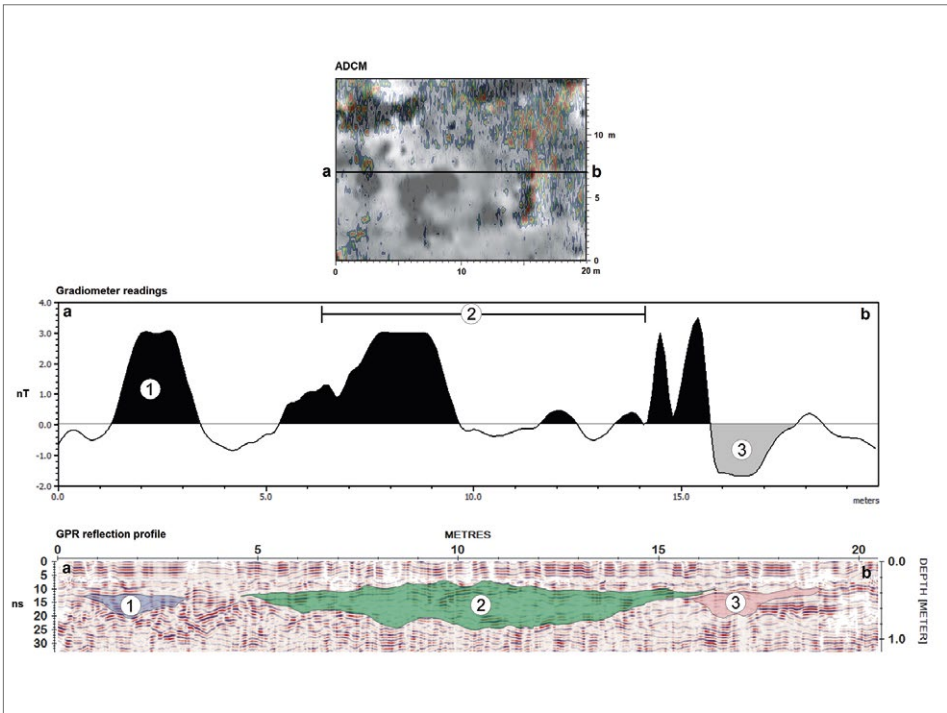 ADCM
10 m
a b
5
0
0 10 20 m
Gradiometer readings
4.0 a 2 b
3.0
2.0
nT 1.0 1
0.0
-1.0 3
-2.0
0.0 5.0 10.0 15.0
meters
GPR reflection profile METRES
0 5 10 15 20
0 a b 0.0
5
10
ns 15 1 2 3
20
25 1.0
30
DEPTH [METER]